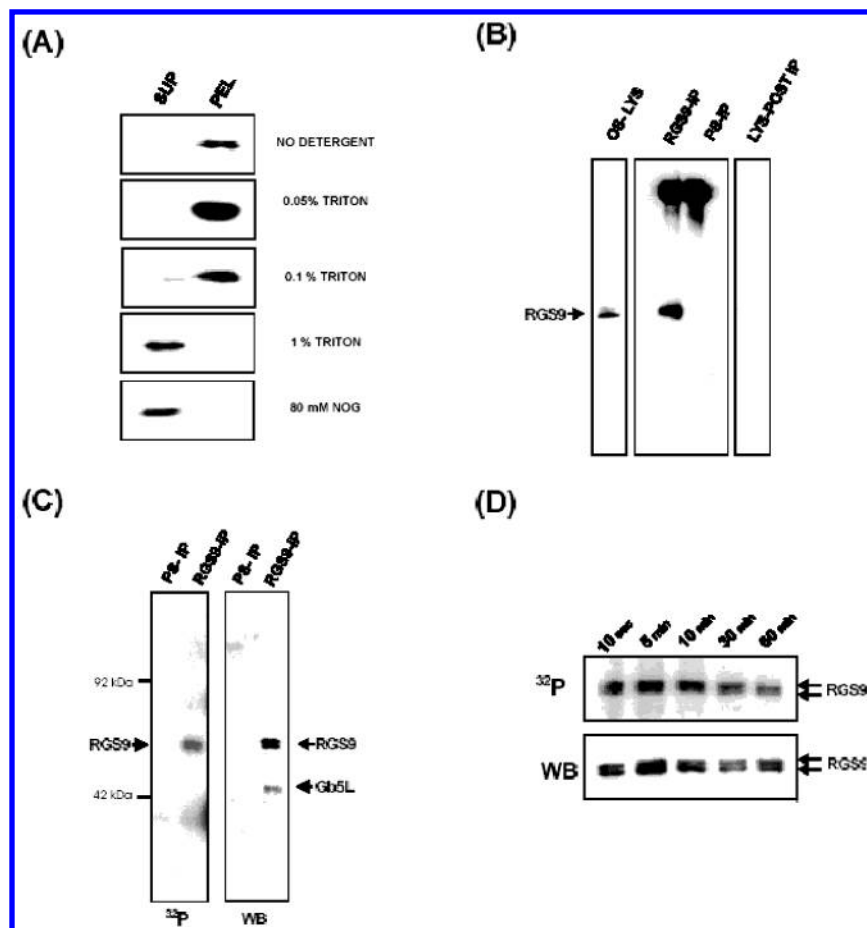 (A)
SUP PEL
NO DETERGENT
0.05% TRITON
0.1 % TRITON
1 % TRITON
80 mM NOG
(B)
OS- LYS RGS9-IP PS-IP LYS-POST IP
RGS9
(C)
PS- IP RGS9-IP PS- IP RGS9-IP
92 kDa
RGS9 RGS9
Gb5L
42 kDa
32P WB
(D)
10 sec 5 min 10 min 30 min 60 min
32P RGS9
WB RGS9